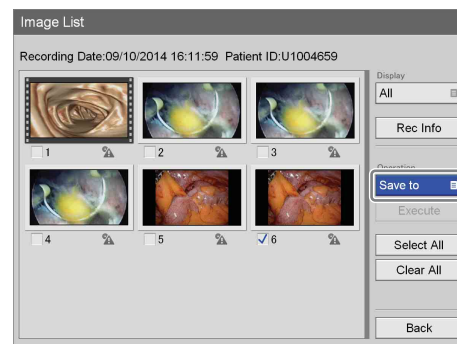 Image List
Recording Date:09/10/2014 16:11:59 Patient ID:U1004659
Display
All
Rec Info
1
2
3
Operation
Save to
Execute
4
5
6
Select All
Clear All
Back